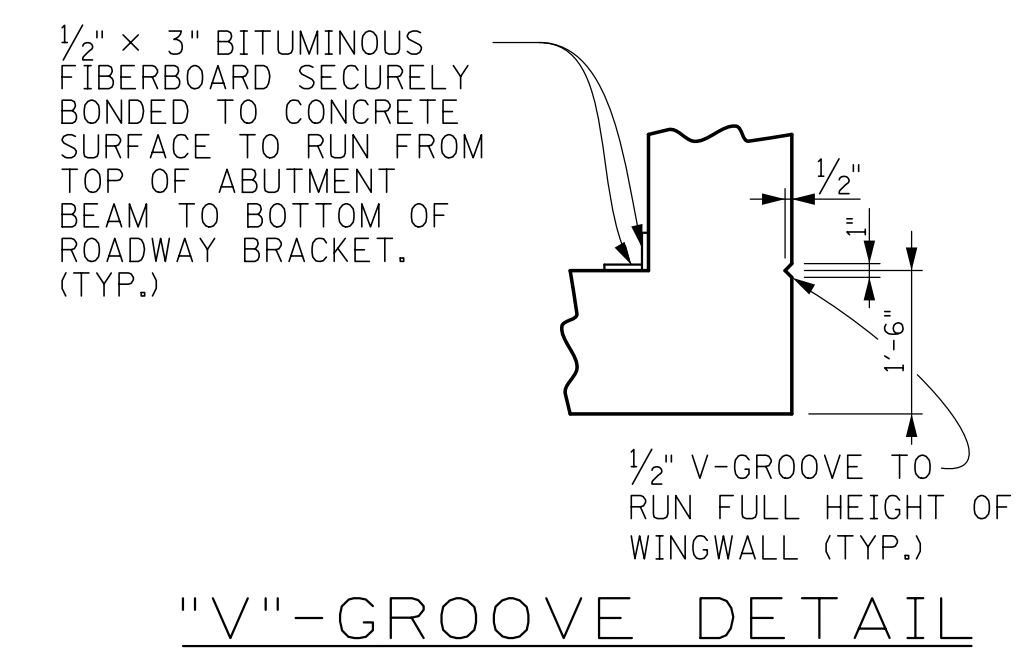 1/2" × 3" BITUMINOUS
FIBERBOARD SECURELY
BONDED TO CONCRETE
SURFACE TO RUN FROM
TOP OF ABUTMENT
BEAM TO BOTTOM OF
ROADWAY BRACKET.
(TYP.)
1/2"
1"
1'-6"
1/2" V-GROOVE TO
RUN FULL HEIGHT OF
WINGWALL (TYP.)
"V"-GROOVE DETAIL